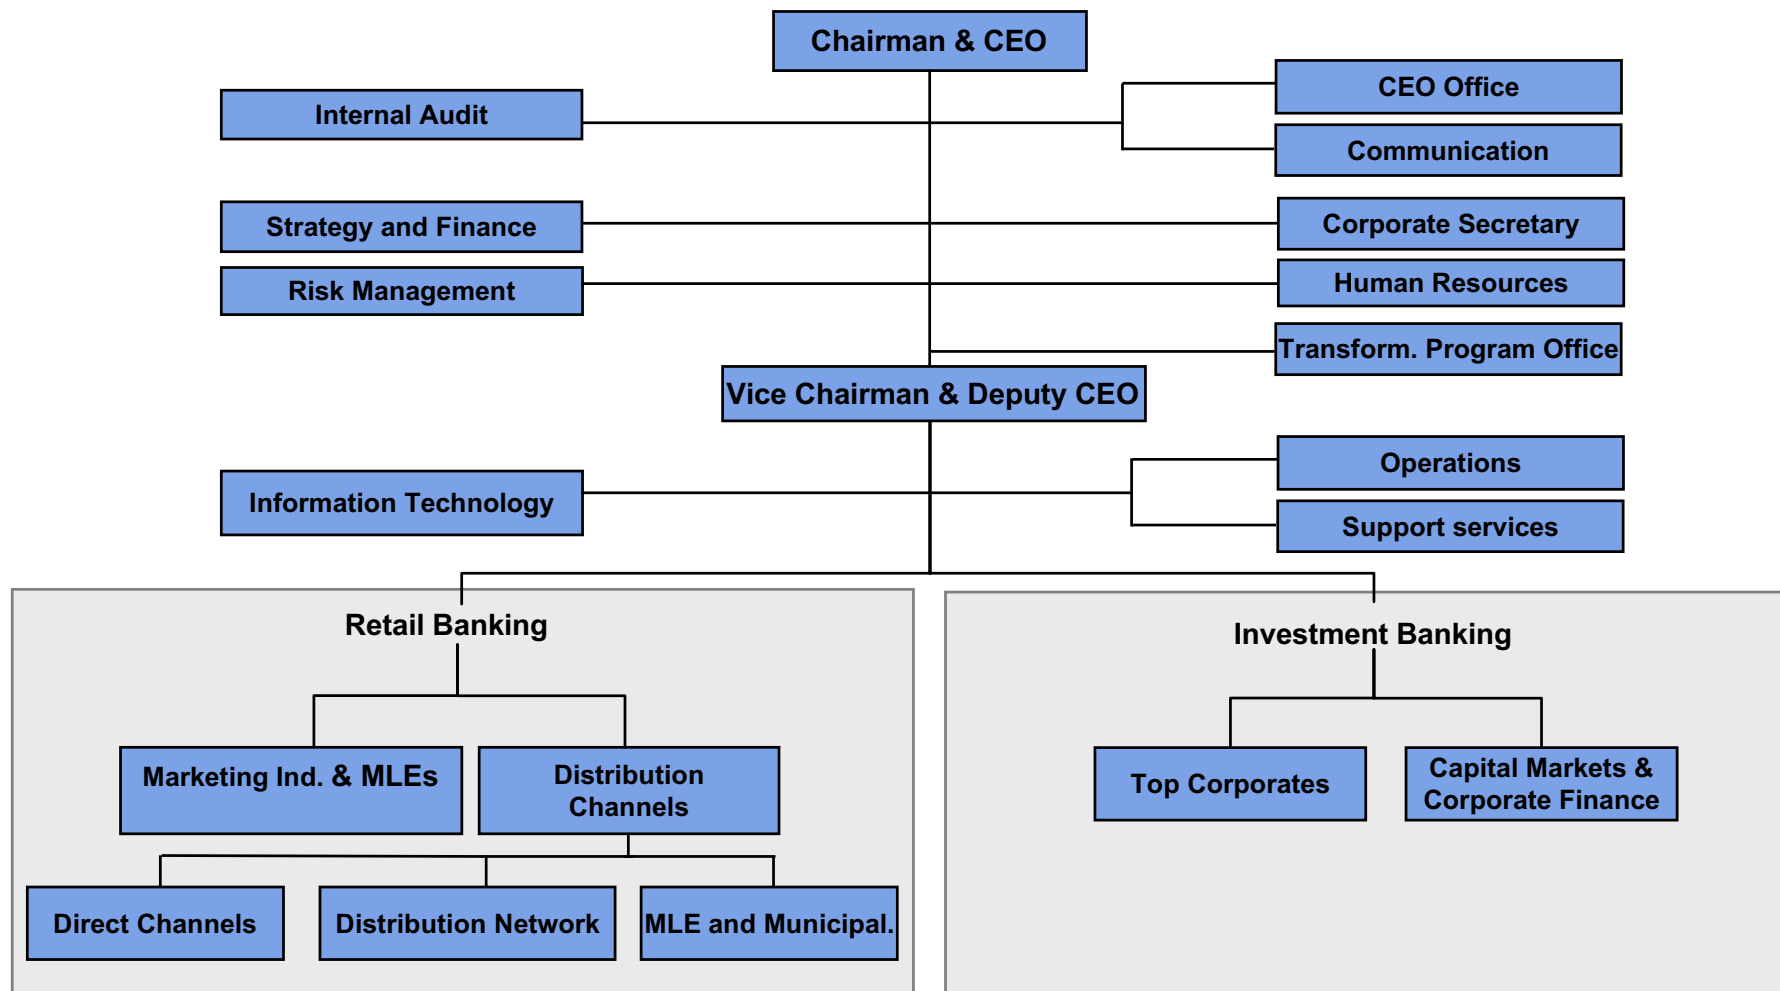 Chairman & CEO
Internal Audit
CEO Office
Communication
Strategy and Finance
Corporate Secretary
Risk Management
Human Resources
Transform. Program Office
Vice Chairman & Deputy CEO
Information Technology
Operations
Support services
Retail Banking
Investment Banking
Marketing Ind. & MLEs
Distribution
Channels
Top Corporates
Capital Markets &
Corporate Finance
Direct Channels
Distribution Network
MLE and Municipal.